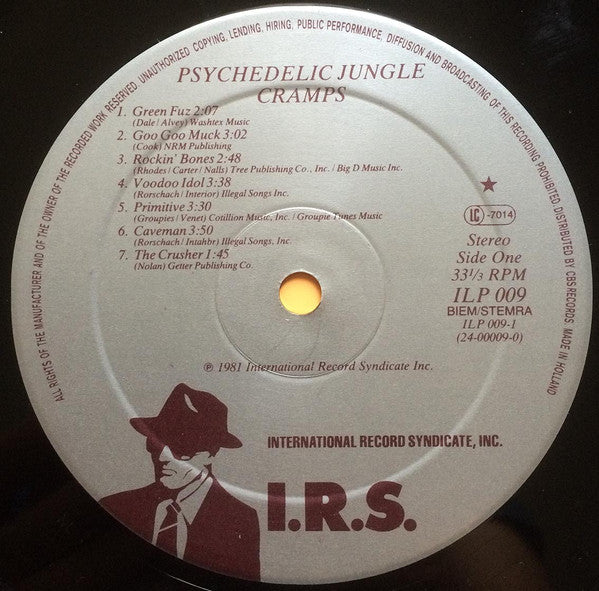 ALL RIGHTS OF THE MANUFACTURER AND OF THE OWNER OF THE RECORDED WORK RESERVED. UNAUTHORIZED COPYING, LENDING, HIRING, PUBLIC PERFORMANCE, DIFFUSION AND BROADCASTING OF THIS RECORDING PROHIBITED. DISTRIBUTED BY CBS RECORDS. MADE IN HOLLAND.
PSYCHEDELIC JUNGLE
CRAMPS
1. Green Fuz 2:07
(Dale / Alvey) Washtex Music
2. Goo Goo Muck 3:02
(Cook) NRM Publishing
3. Rockin' Bones 2:48
(Rhodes / Carter / Nalls) Tree Publishing Co., Inc. / Big D Music Inc.
4. Voodoo Idol 3:38
(Rorschach / Interior) Illegal Songs Inc.
5. Primitive 3:30
(Groupies / Venet) Cotillion Music, Inc. / Groupie Tunes Music
6. Caveman 3:50
(Rorschach / Intahbr) Illegal Songs, Inc.
7. The Crusher 1:45
(Nolan) Getter Publishing Co.
LC -7014
Stereo
Side One
33 1/3 RPM
ILP 009
BIEM/STEMRA
ILP 009-1
(24-00009-0)
℗ 1981 International Record Syndicate Inc.
INTERNATIONAL RECORD SYNDICATE, INC.
I.R.S.